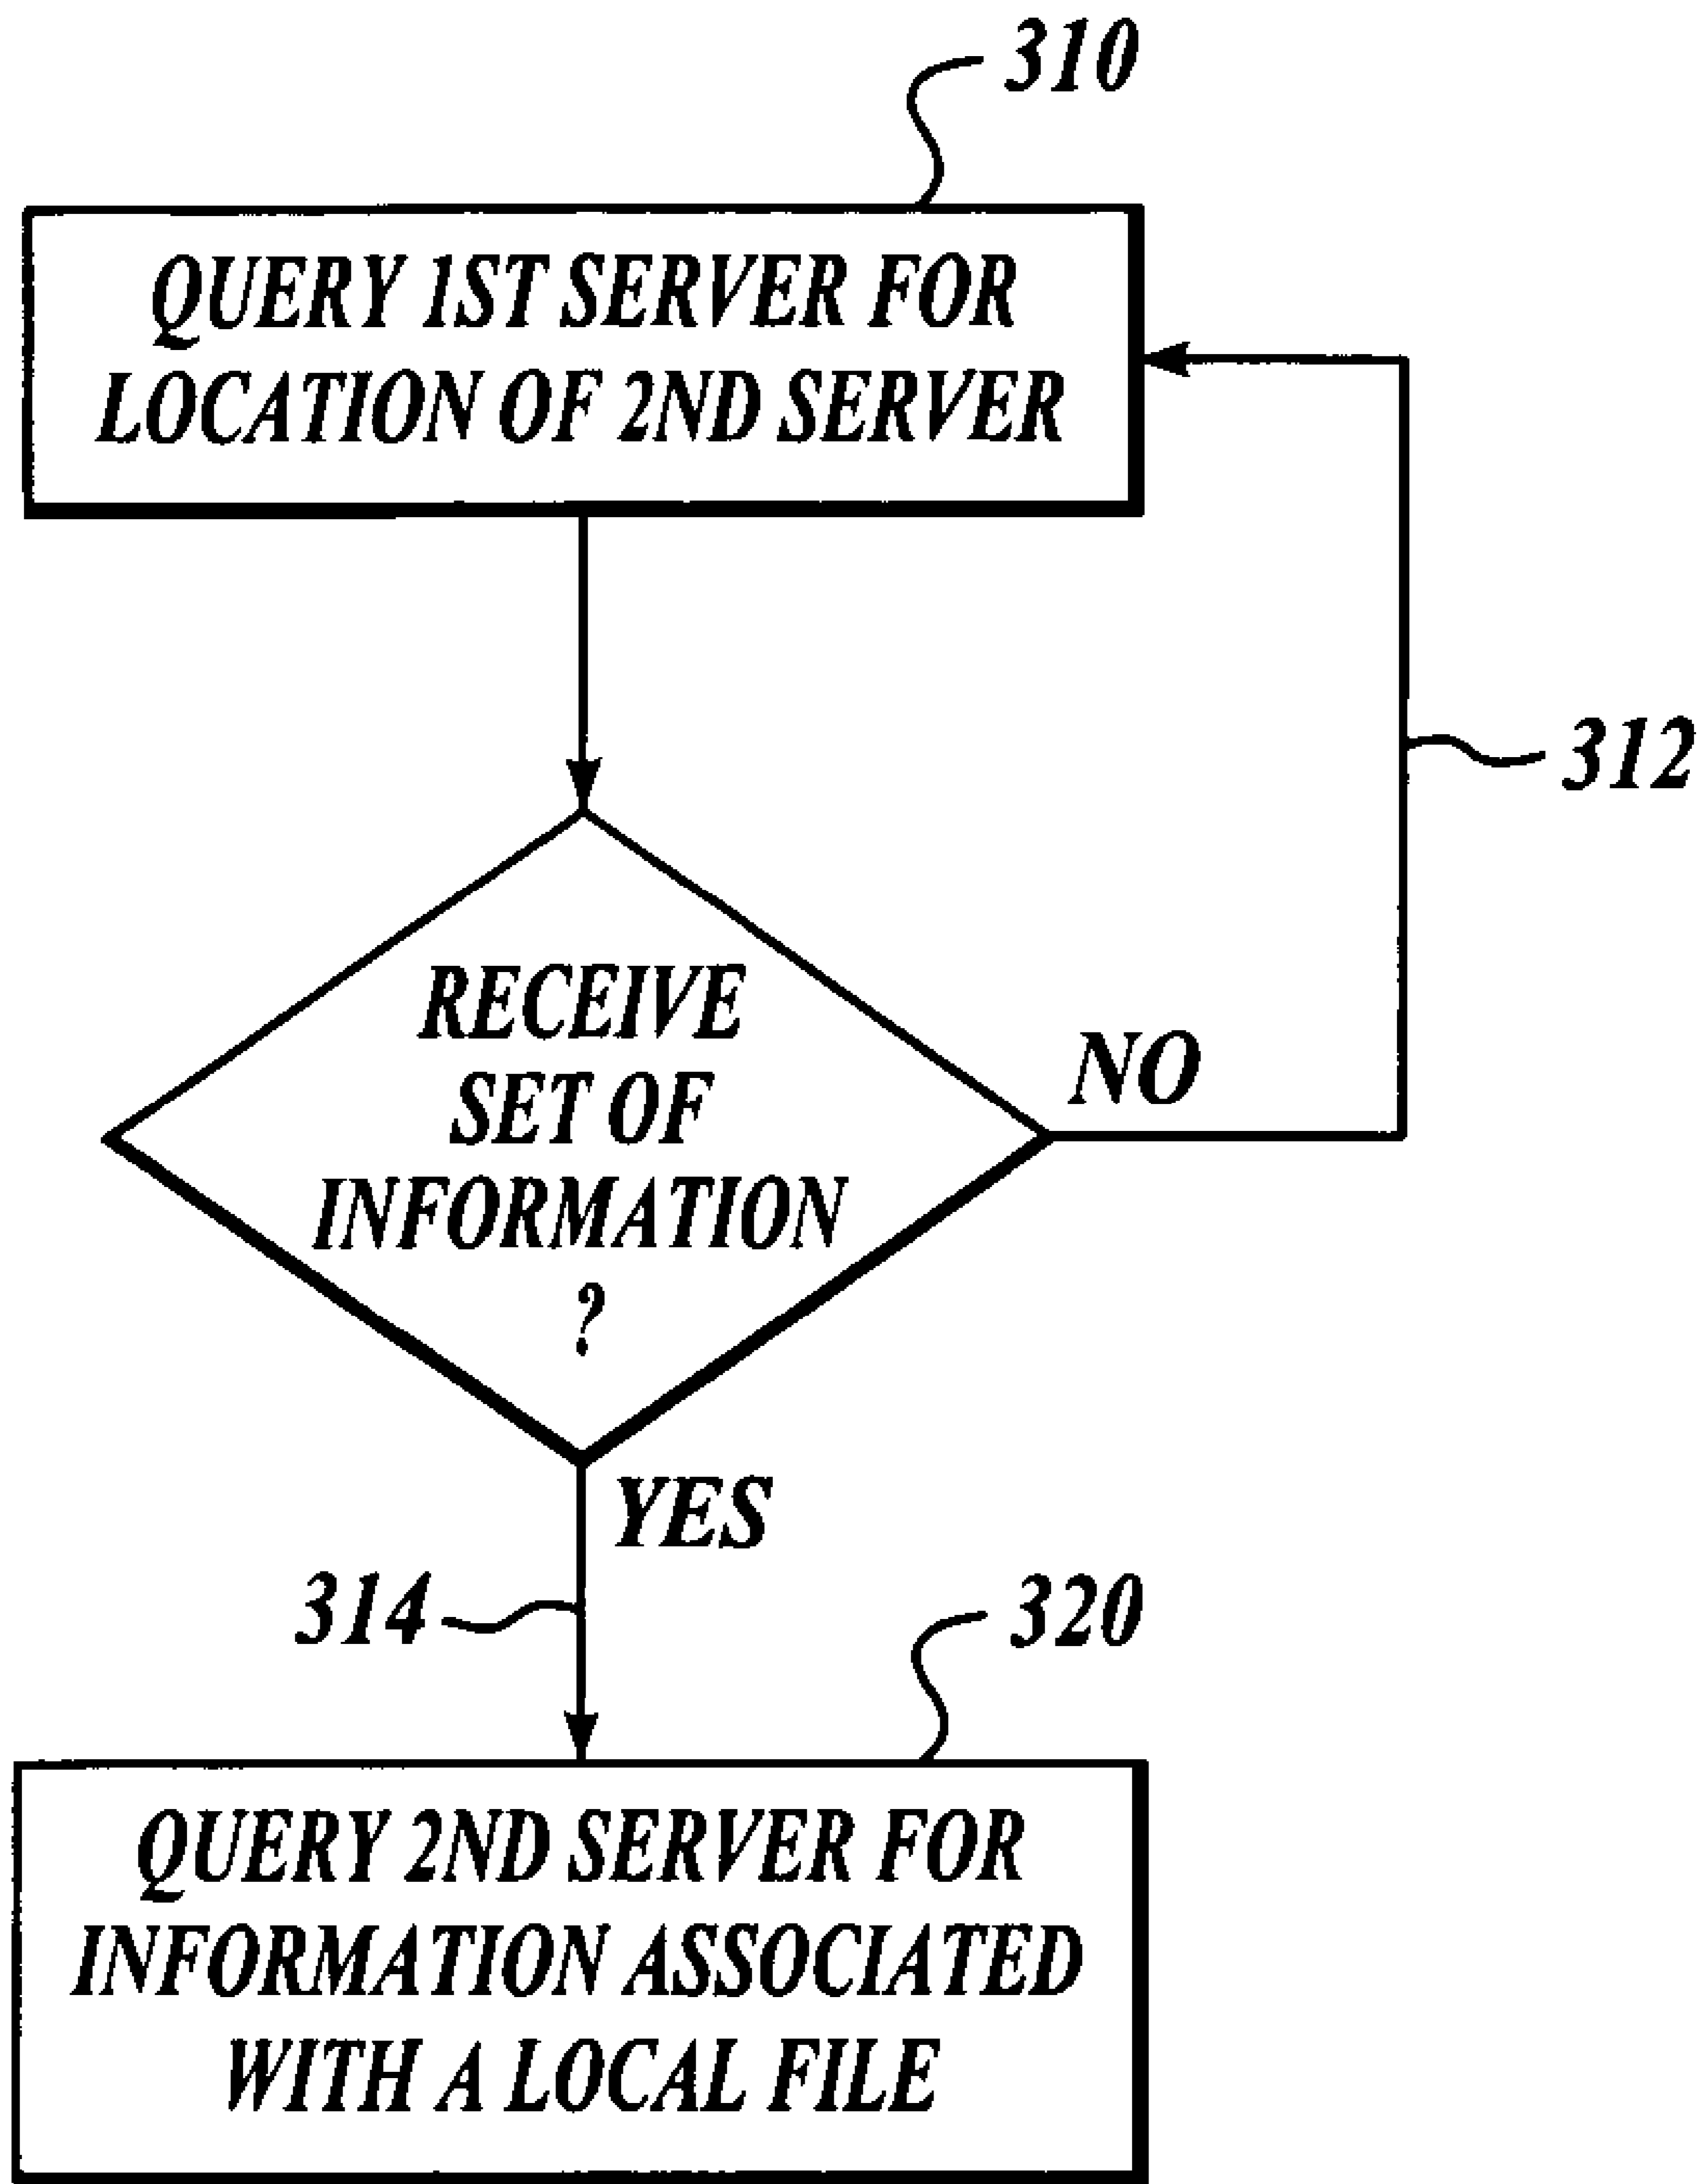 310
QUERY 1ST SERVER FOR
LOCATION OF 2ND SERVER
312
RECEIVE
SET OF
INFORMATION
?
NO
YES
314
320
QUERY 2ND SERVER FOR
INFORMATION ASSOCIATED
WITH A LOCAL FILE